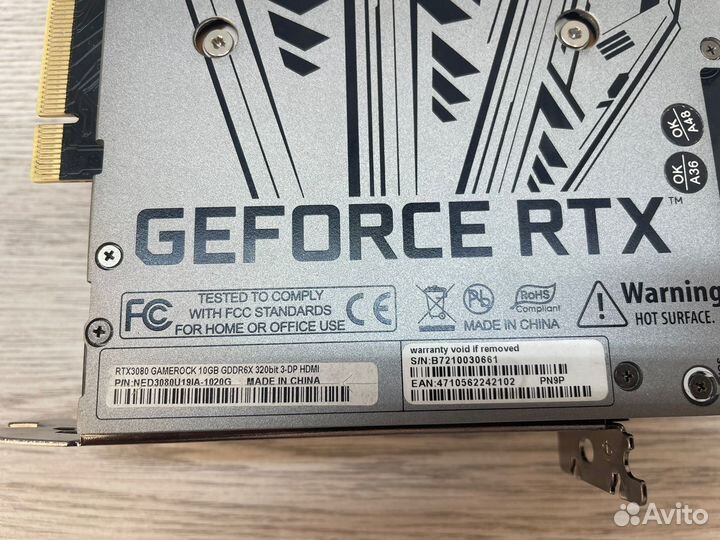 OK
A48
OK
A36
GEFORCE RTX™
FC
TESTED TO COMPLY
WITH FCC STANDARDS
FOR HOME OR OFFICE USE
CE
RoHS
Compliant
MADE IN CHINA
Warning
HOT SURFACE.
RTX3080 GAMEROCK 10GB GDDR6X 320bit 3-DP HDMI
P/N:NED3080U19IA-1020G MADE IN CHINA
warranty void if removed
S/N:B7210030661
EAN:4710562242102 PN9P
Avito